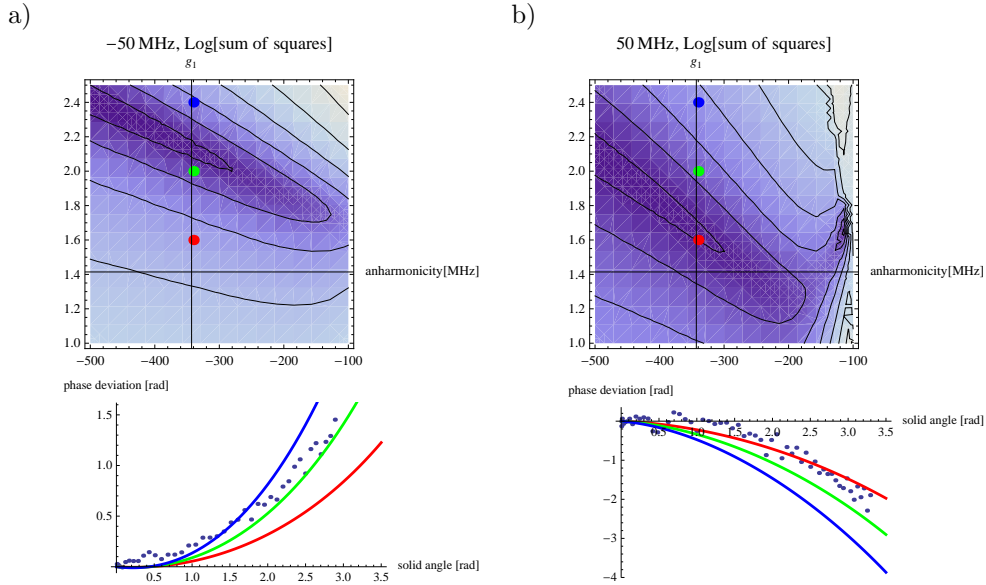 a)
−50 MHz, Log[sum of squares]
g1
2.4
2.2
2.0
1.8
1.6
1.4
1.2
1.0
anharmonicity[MHz]
−500 −400 −300 −200 −100
phase deviation [rad]
1.5
1.0
0.5
0.5 1.0 1.5 2.0 2.5 3.0 3.5
solid angle [rad]
b)
50 MHz, Log[sum of squares]
g1
2.4
2.2
2.0
1.8
1.6
1.4
1.2
1.0
anharmonicity[MHz]
−500 −400 −300 −200 −100
phase deviation [rad]
solid angle [rad]
0.5 1.0 1.5 2.0 2.5 3.0 3.5
−1
−2
−3
−4